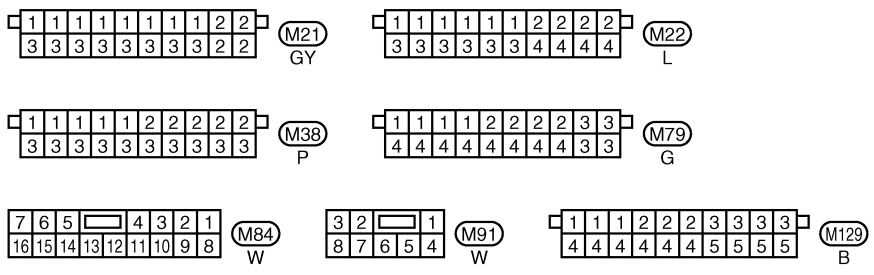 1 1 1 1 1 1 1 1 2 2
3 3 3 3 3 3 3 3 2 2
M21
GY
1 1 1 1 1 1 2 2 2 2
3 3 3 3 3 3 4 4 4 4
M22
L
1 1 1 1 1 2 2 2 2 2
3 3 3 3 3 3 3 3 3 3
M38
P
1 1 1 1 2 2 2 2 3 3
4 4 4 4 4 4 4 4 3 3
M79
G
7 6 5 4 3 2 1
16 15 14 13 12 11 10 9 8
M84
W
3 2 1
8 7 6 5 4
M91
W
1 1 1 2 2 2 3 3 3 3
4 4 4 4 4 4 5 5 5 5
M129
B